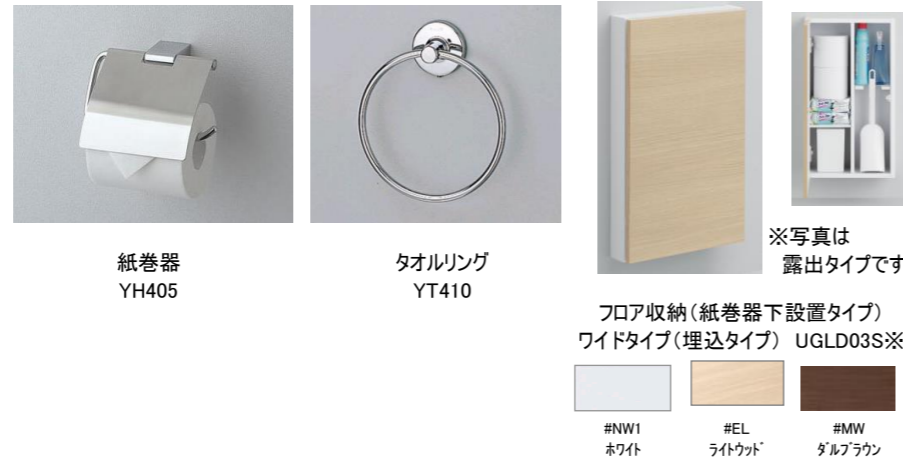 紙巻器
YH405
タオルリング
YT410
※写真は
露出タイプです
フロア収納(紙巻器下設置タイプ)
ワイドタイプ(埋込タイプ) UGLD03S※
#NW1
ホワイト
#EL
ライトウッド
#MW
ダルブラウン